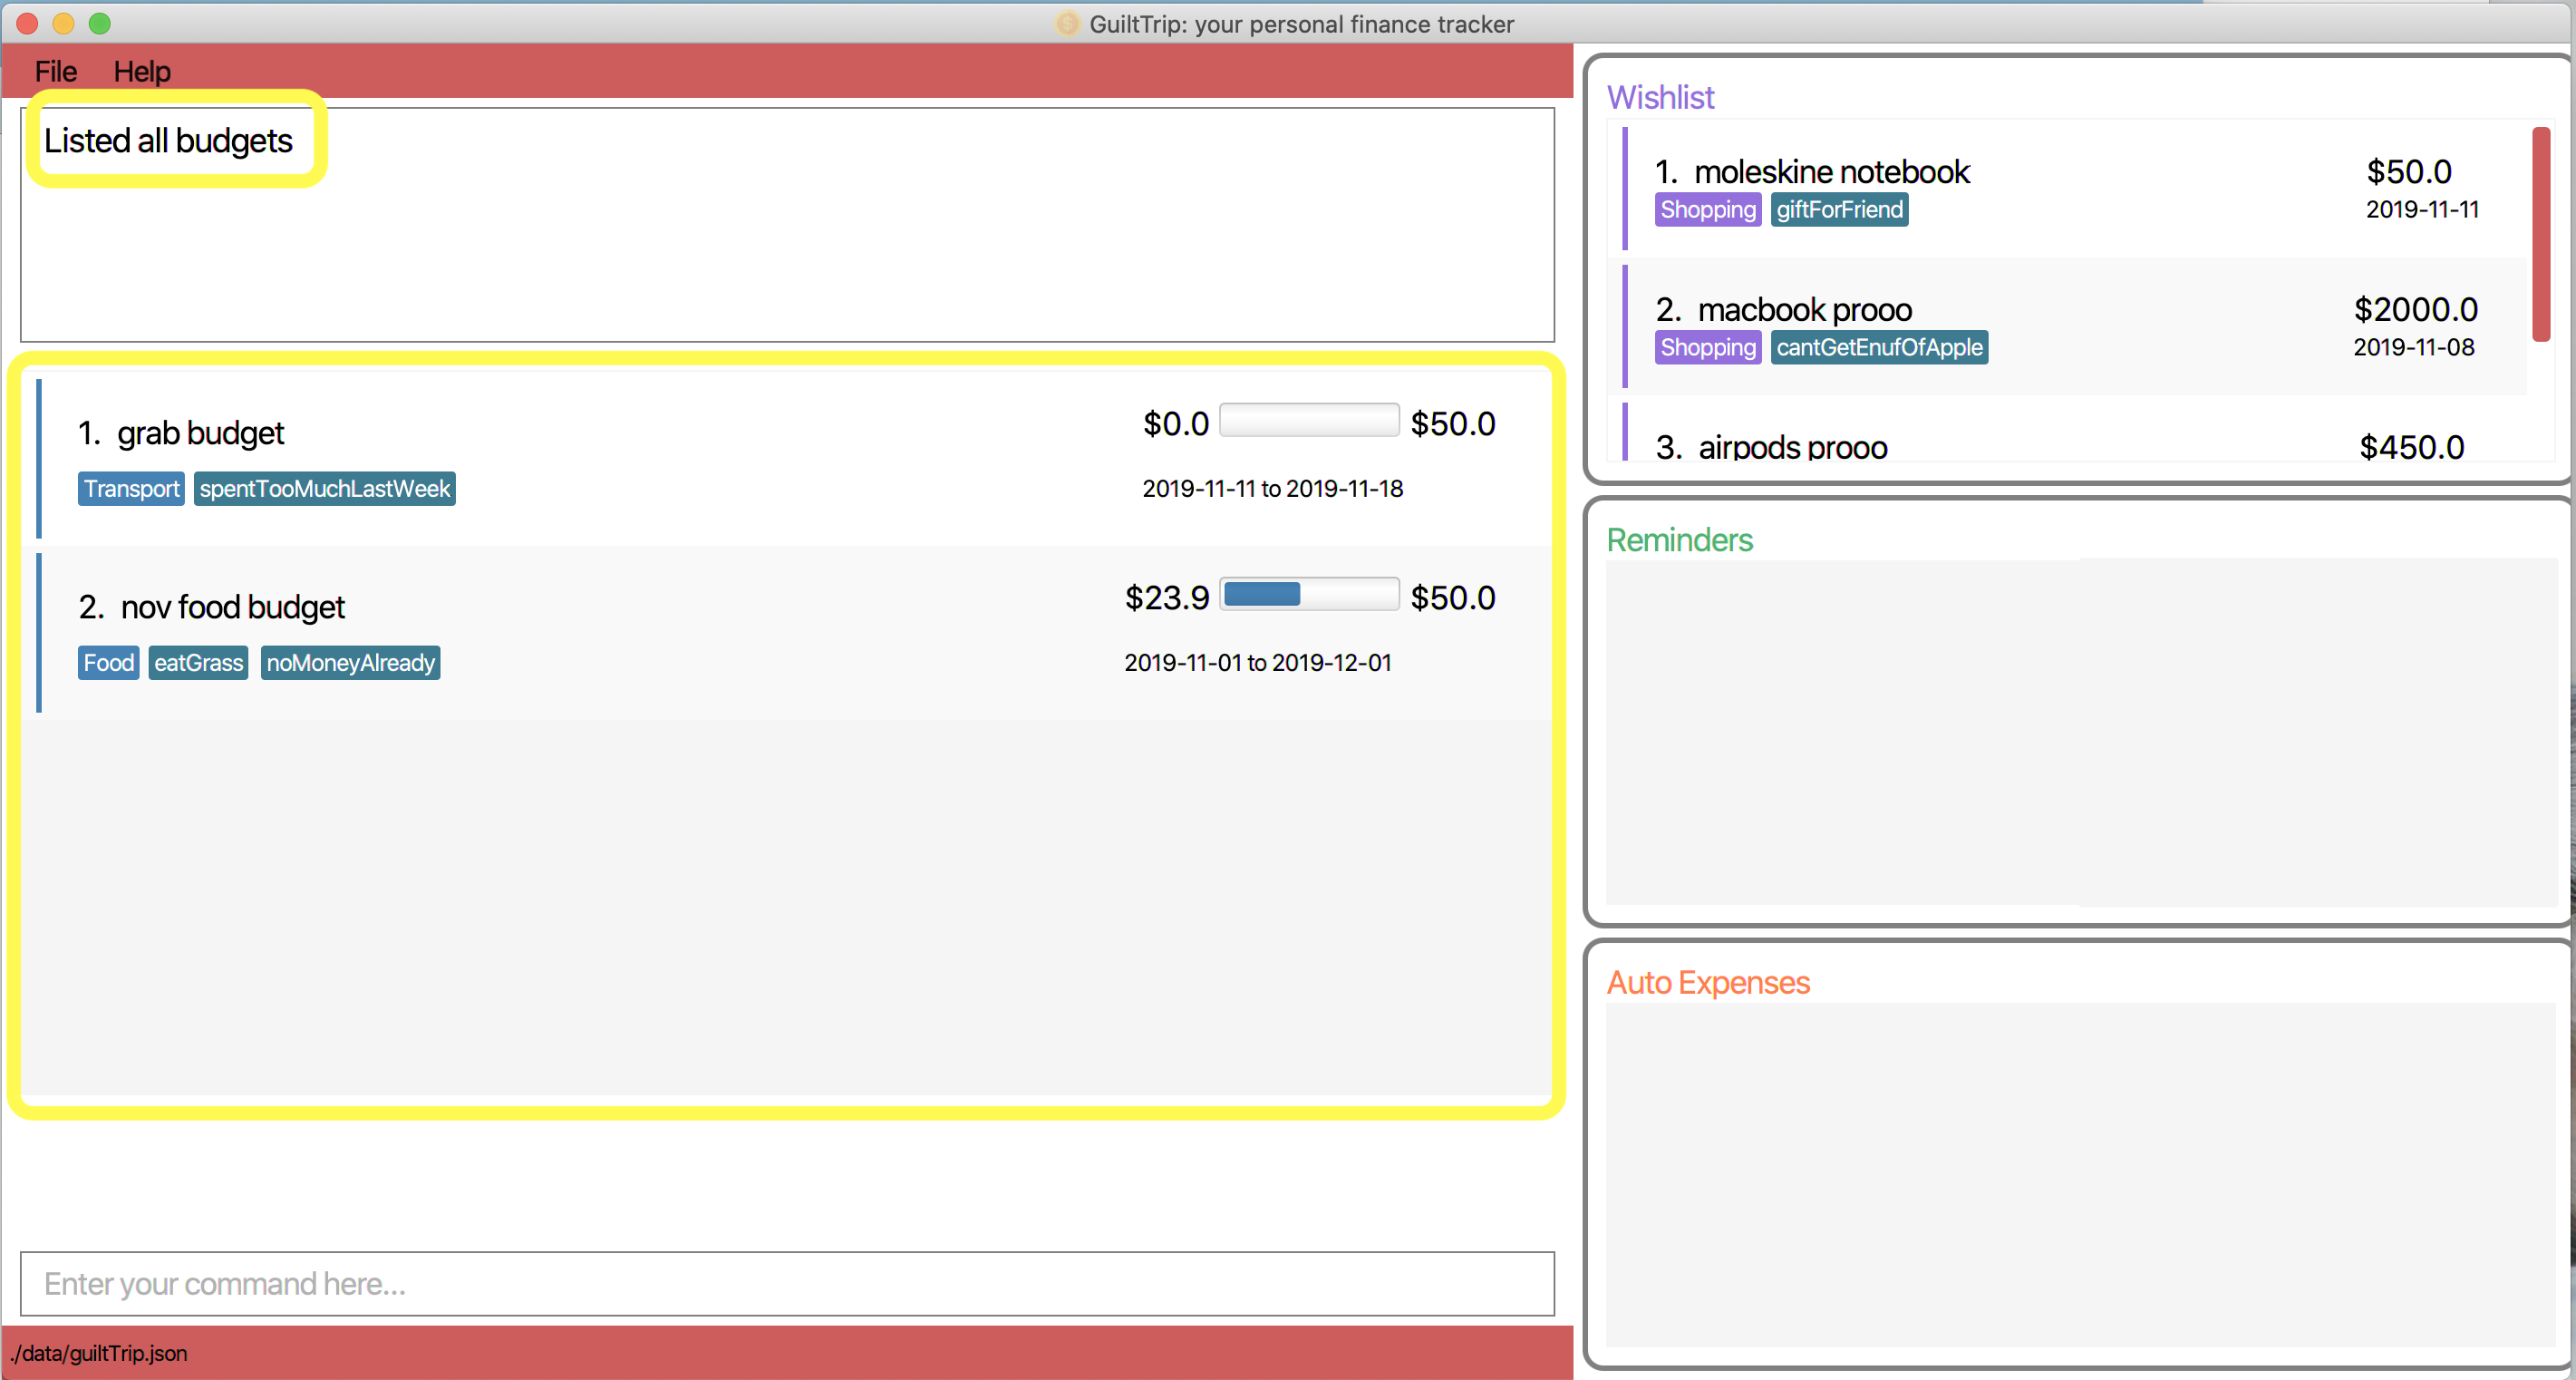 GuiltTrip: your personal finance tracker
File Help
Listed all budgets
1. grab budget $0.0 $50.0
Transport spentTooMuchLastWeek 2019-11-11 to 2019-11-18
2. nov food budget $23.9 $50.0
Food eatGrass noMoneyAlready 2019-11-01 to 2019-12-01
Enter your command here...
./data/guiltTrip.json
Wishlist
1. moleskine notebook $50.0
Shopping giftForFriend 2019-11-11
2. macbook prooo $2000.0
Shopping cantGetEnufOfApple 2019-11-08
3. airpods prooo $450.0
Reminders
Auto Expenses